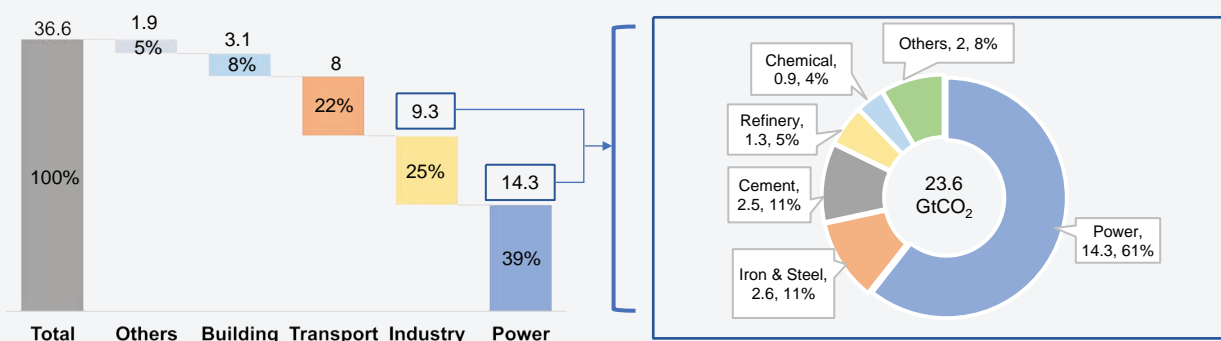 36.6
1.9
5%
3.1
8%
8
22%
9.3
25%
14.3
39%
100%
Total
Others
Building
Transport
Industry
Power
Others, 2, 8%
Chemical,
0.9, 4%
Refinery,
1.3, 5%
Cement,
2.5, 11%
Iron & Steel,
2.6, 11%
Power,
14.3, 61%
23.6
GtCO₂